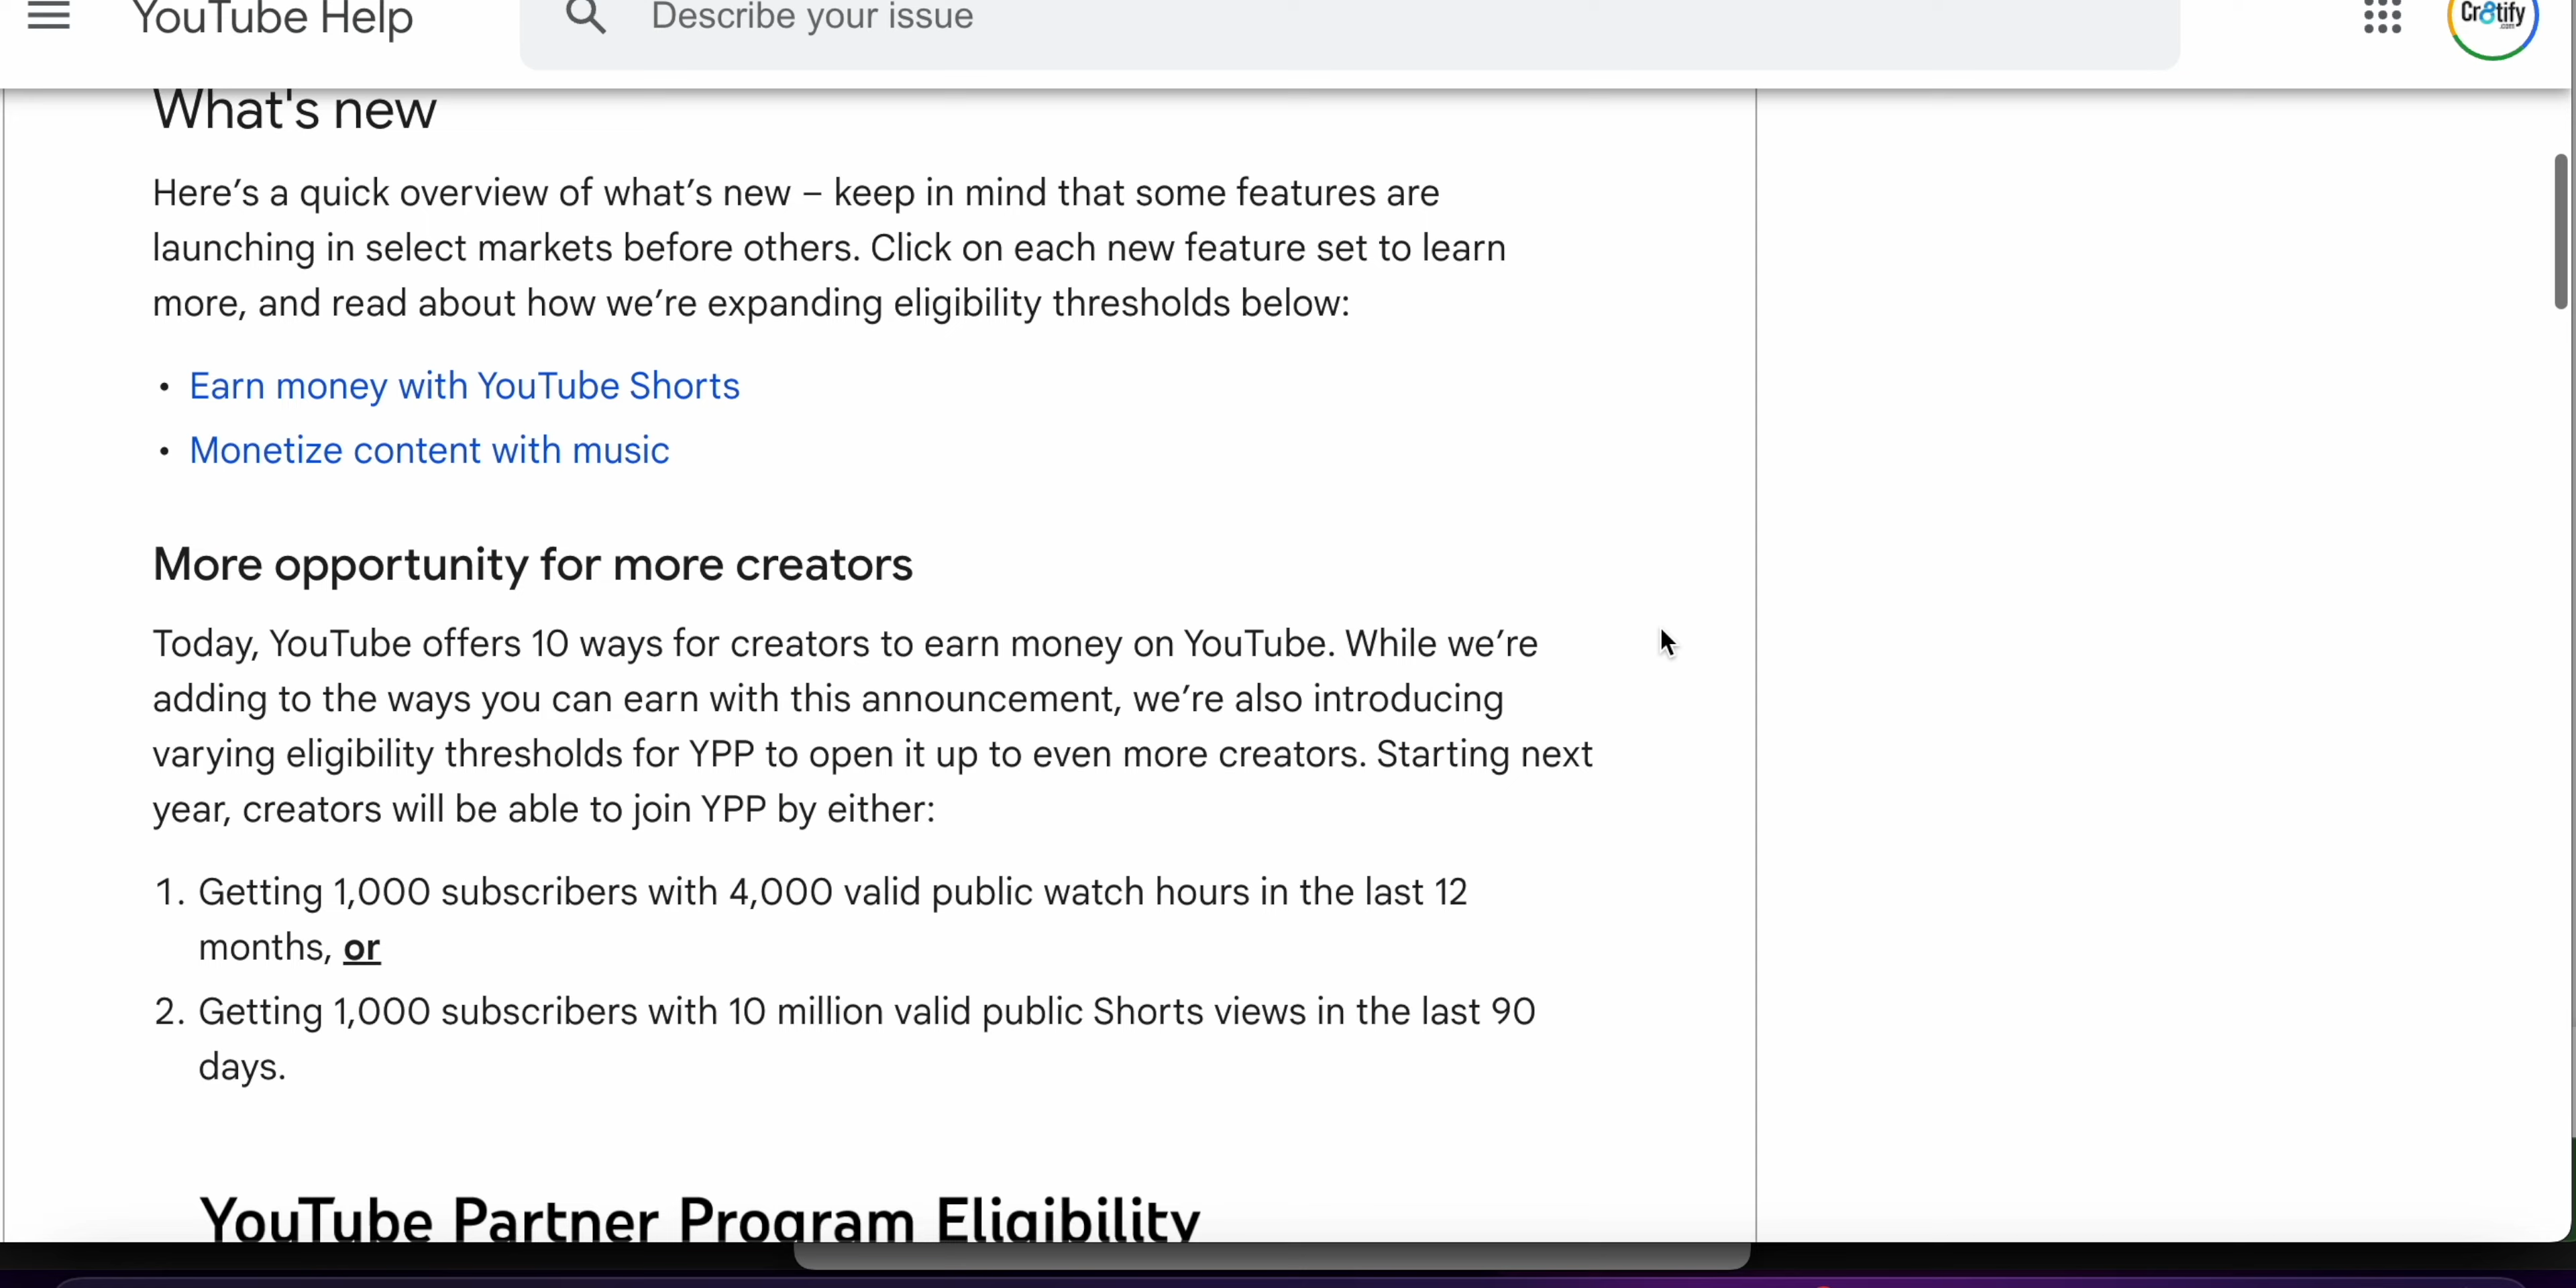 YouTube Help
Describe your issue
Cr8tify
.com
What's new
Here’s a quick overview of what’s new – keep in mind that some features are
launching in select markets before others. Click on each new feature set to learn
more, and read about how we’re expanding eligibility thresholds below:
• Earn money with YouTube Shorts
• Monetize content with music
More opportunity for more creators
Today, YouTube offers 10 ways for creators to earn money on YouTube. While we’re
adding to the ways you can earn with this announcement, we’re also introducing
varying eligibility thresholds for YPP to open it up to even more creators. Starting next
year, creators will be able to join YPP by either:
1. Getting 1,000 subscribers with 4,000 valid public watch hours in the last 12
months, or
2. Getting 1,000 subscribers with 10 million valid public Shorts views in the last 90
days.
YouTube Partner Program Eligibility